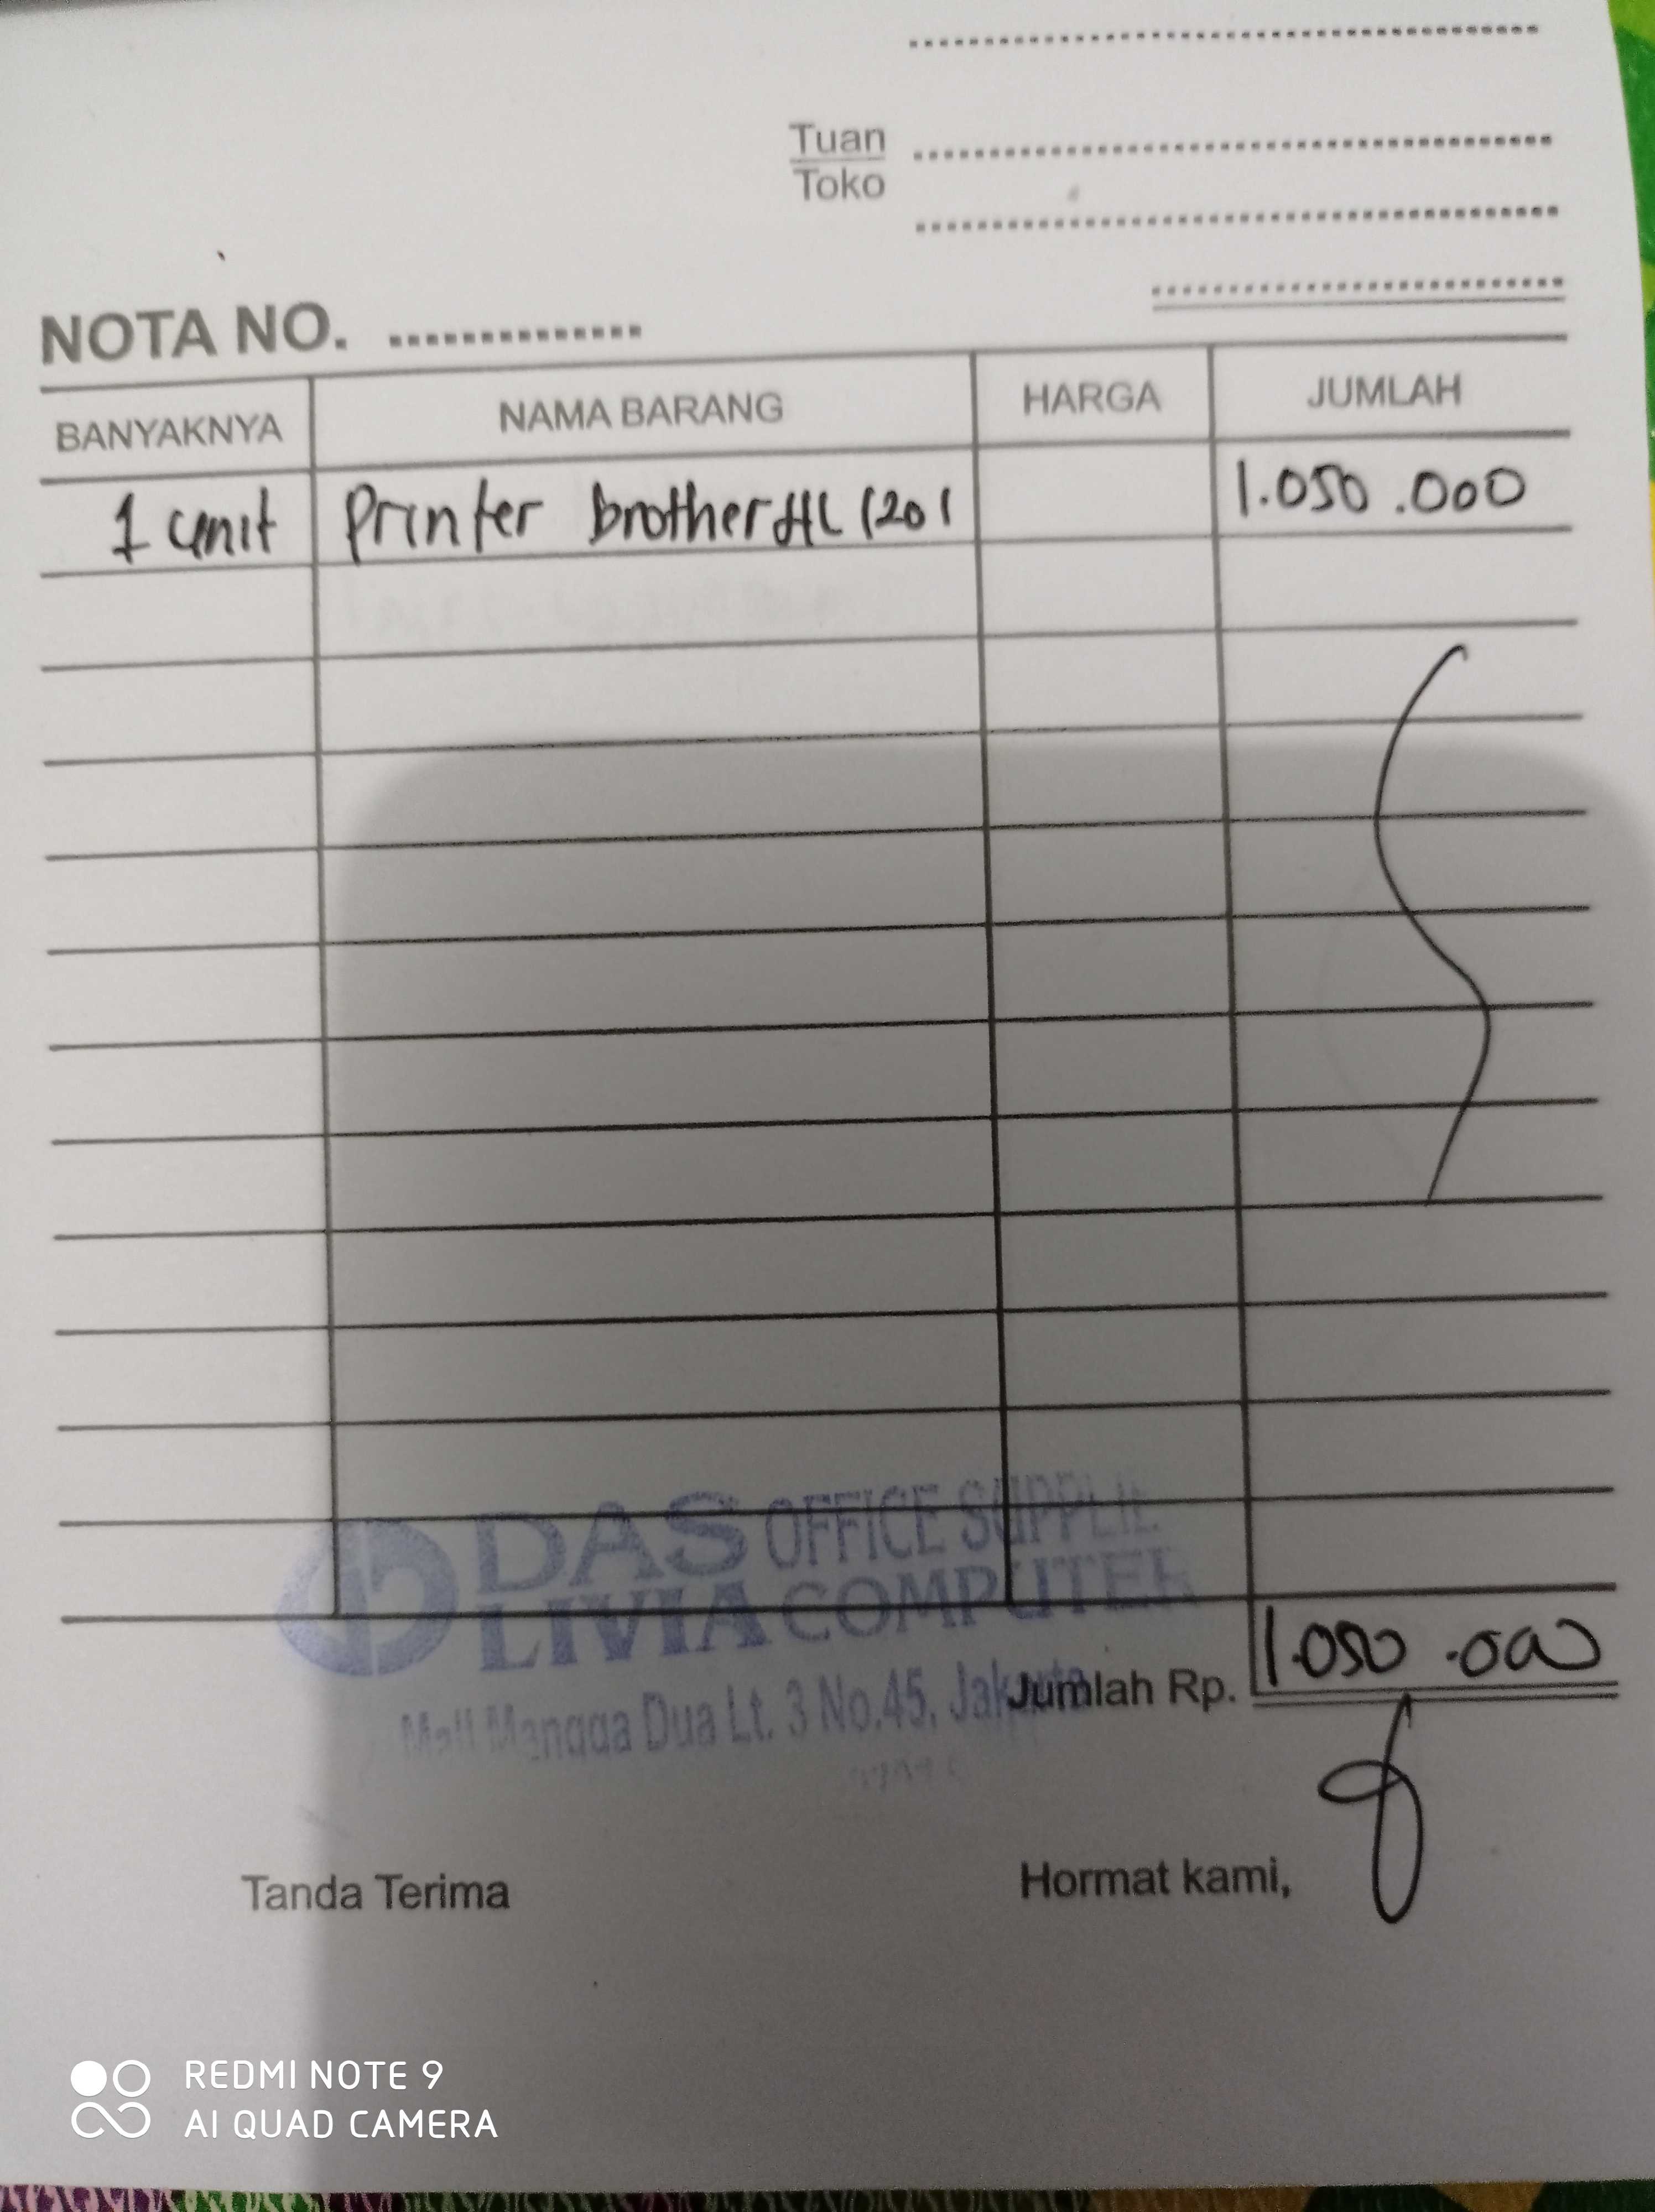 Tuan
Toko
NOTA NO.
BANYAKNYA NAMA BARANG HARGA JUMLAH
1 unit Printer brother HL 1201 1.050.000
DAS OFFICE SUPPLIE
LIVIA COMPUTER
Mall Mangga Dua Lt. 3 No.45, Jakarta
Jumlah Rp. 1.050.000
Tanda Terima Hormat kami,
REDMI NOTE 9
AI QUAD CAMERA